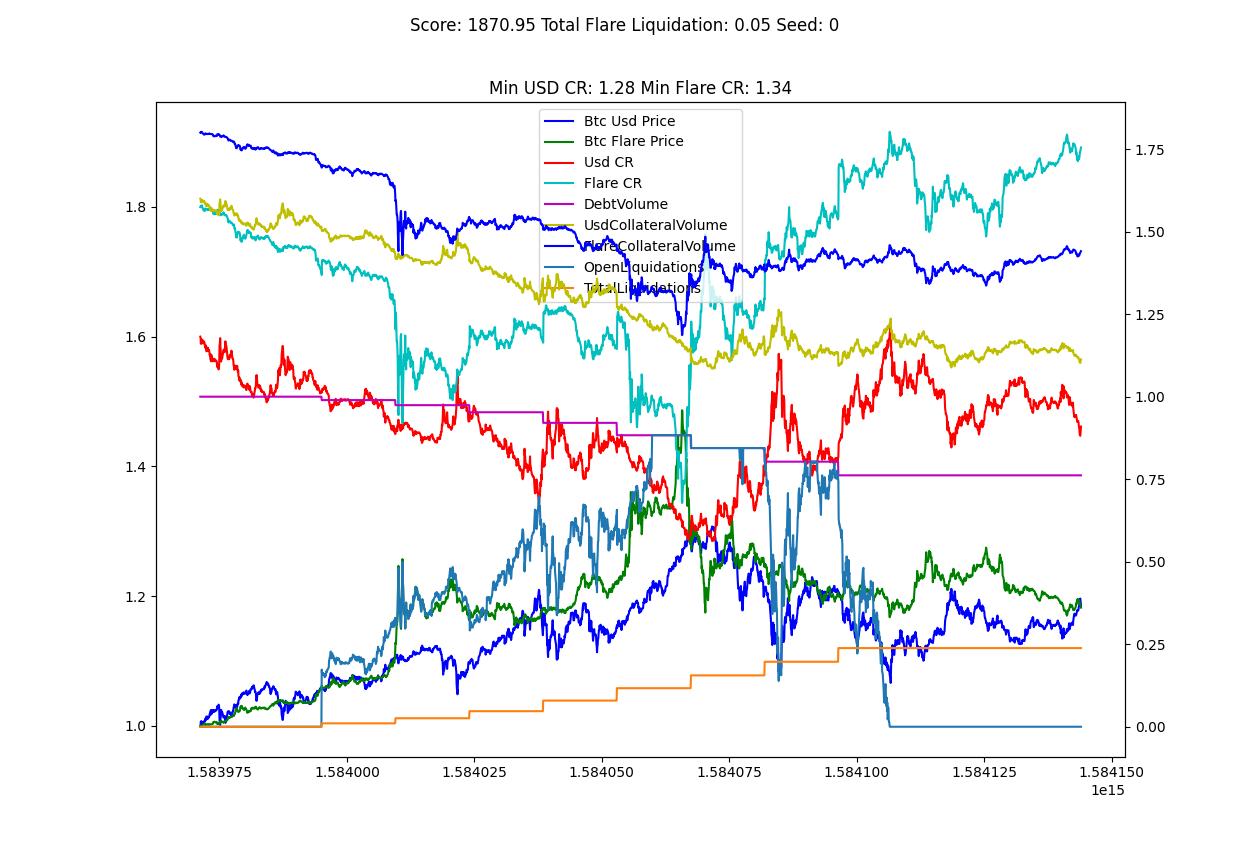 Score: 1870.95 Total Flare Liquidation: 0.05 Seed: 0
Min USD CR: 1.28 Min Flare CR: 1.34
Btc Usd Price
Btc Flare Price
Usd CR
Flare CR
DebtVolume
UsdCollateralVolume
FlareCollateralVolume
OpenLiquidations
TotalLiquidations
1.8
1.6
1.4
1.2
1.0
1.75
1.50
1.25
1.00
0.75
0.50
0.25
0.00
1.583975 1.584000 1.584025 1.584050 1.584075 1.584100 1.584125 1.584150
1e15